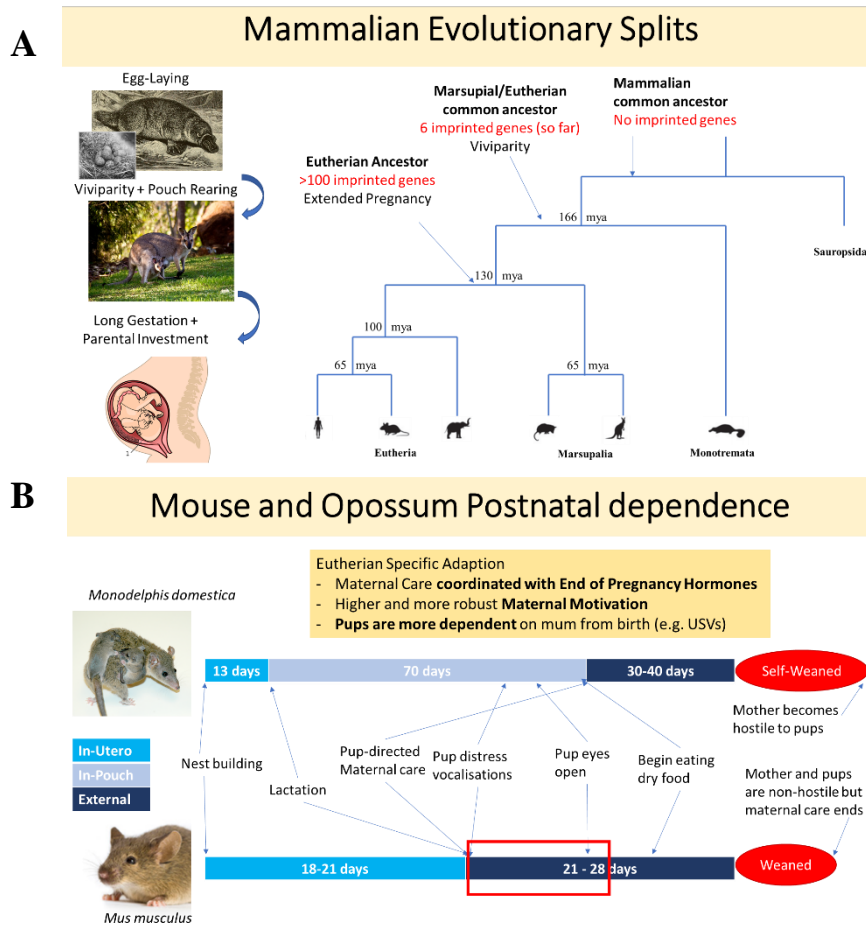 A
Mammalian Evolutionary Splits
Egg-Laying
Viviparity + Pouch Rearing
Long Gestation +
Parental Investment
1
Eutherian Ancestor
>100 imprinted genes
Extended Pregnancy
Marsupial/Eutherian
common ancestor
6 imprinted genes (so far)
Viviparity
Mammalian
common ancestor
No imprinted genes
166 mya
Sauropsida
130 mya
100 mya
65 mya
65 mya
Eutheria
Marsupalia
Monotremata
B
Mouse and Opossum Postnatal dependence
Eutherian Specific Adaption
- Maternal Care coordinated with End of Pregnancy Hormones
- Higher and more robust Maternal Motivation
- Pups are more dependent on mum from birth (e.g. USVs)
Monodelphis domestica
13 days
70 days
30-40 days
Self-Weaned
Mother becomes
hostile to pups
In-Utero
In-Pouch
External
Nest building
Lactation
Pup-directed
Maternal care
Pup distress
vocalisations
Pup eyes
open
Begin eating
dry food
Mother and pups
are non-hostile but
maternal care ends
18-21 days
21 - 28 days
Weaned
Mus musculus